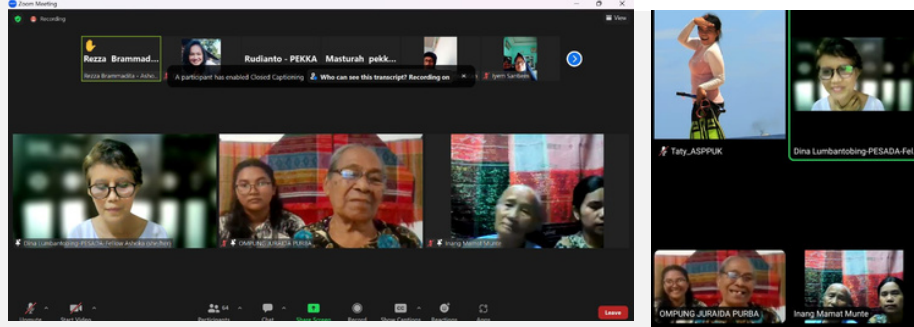 Zoom Meeting
Recording
View
Rezza Brammad...
Rudianto - PEKKA
Masturah pekk...
Rezza Brammadita - Asho...
Iyem Santixen
A participant has enabled Closed Captioning
Who can see this transcript? Recording on
Dina Lumbantobing-PESADA-Fellow Ashoka (she/her)
OMPUNG JURAIDA PURBA
Inang Mamat Munte
Unmute
Start Video
64
Participants
Chat
Share Screen
Record
Show Captions
Reactions
Apps
Leave
Taty_ASPPUK
Dina Lumbantobing-PESADA-Fel
OMPUNG JURAIDA PURBA
Inang Mamat Munte